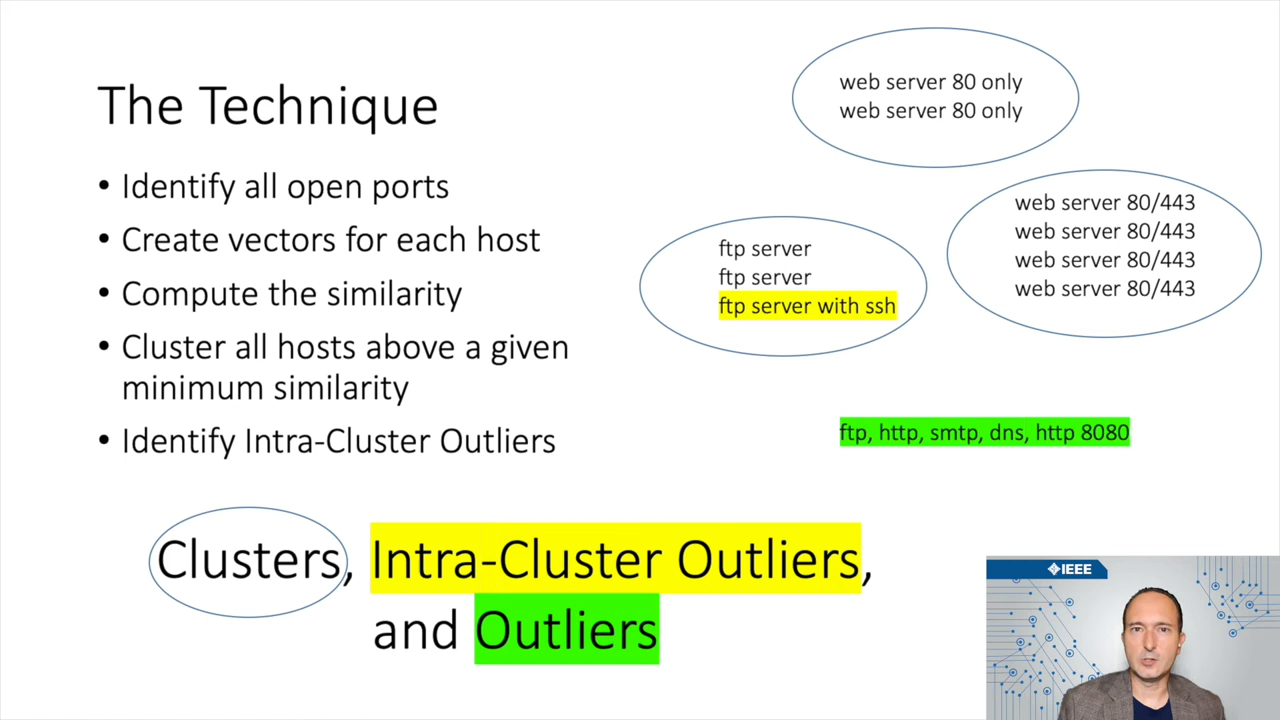 The Technique
• Identify all open ports
• Create vectors for each host
• Compute the similarity
• Cluster all hosts above a given
minimum similarity
• Identify Intra-Cluster Outliers
web server 80 only
web server 80 only
web server 80/443
web server 80/443
web server 80/443
web server 80/443
ftp server
ftp server
ftp server with ssh
ftp, http, smtp, dns, http 8080
Clusters, Intra-Cluster Outliers,
and Outliers
IEEE